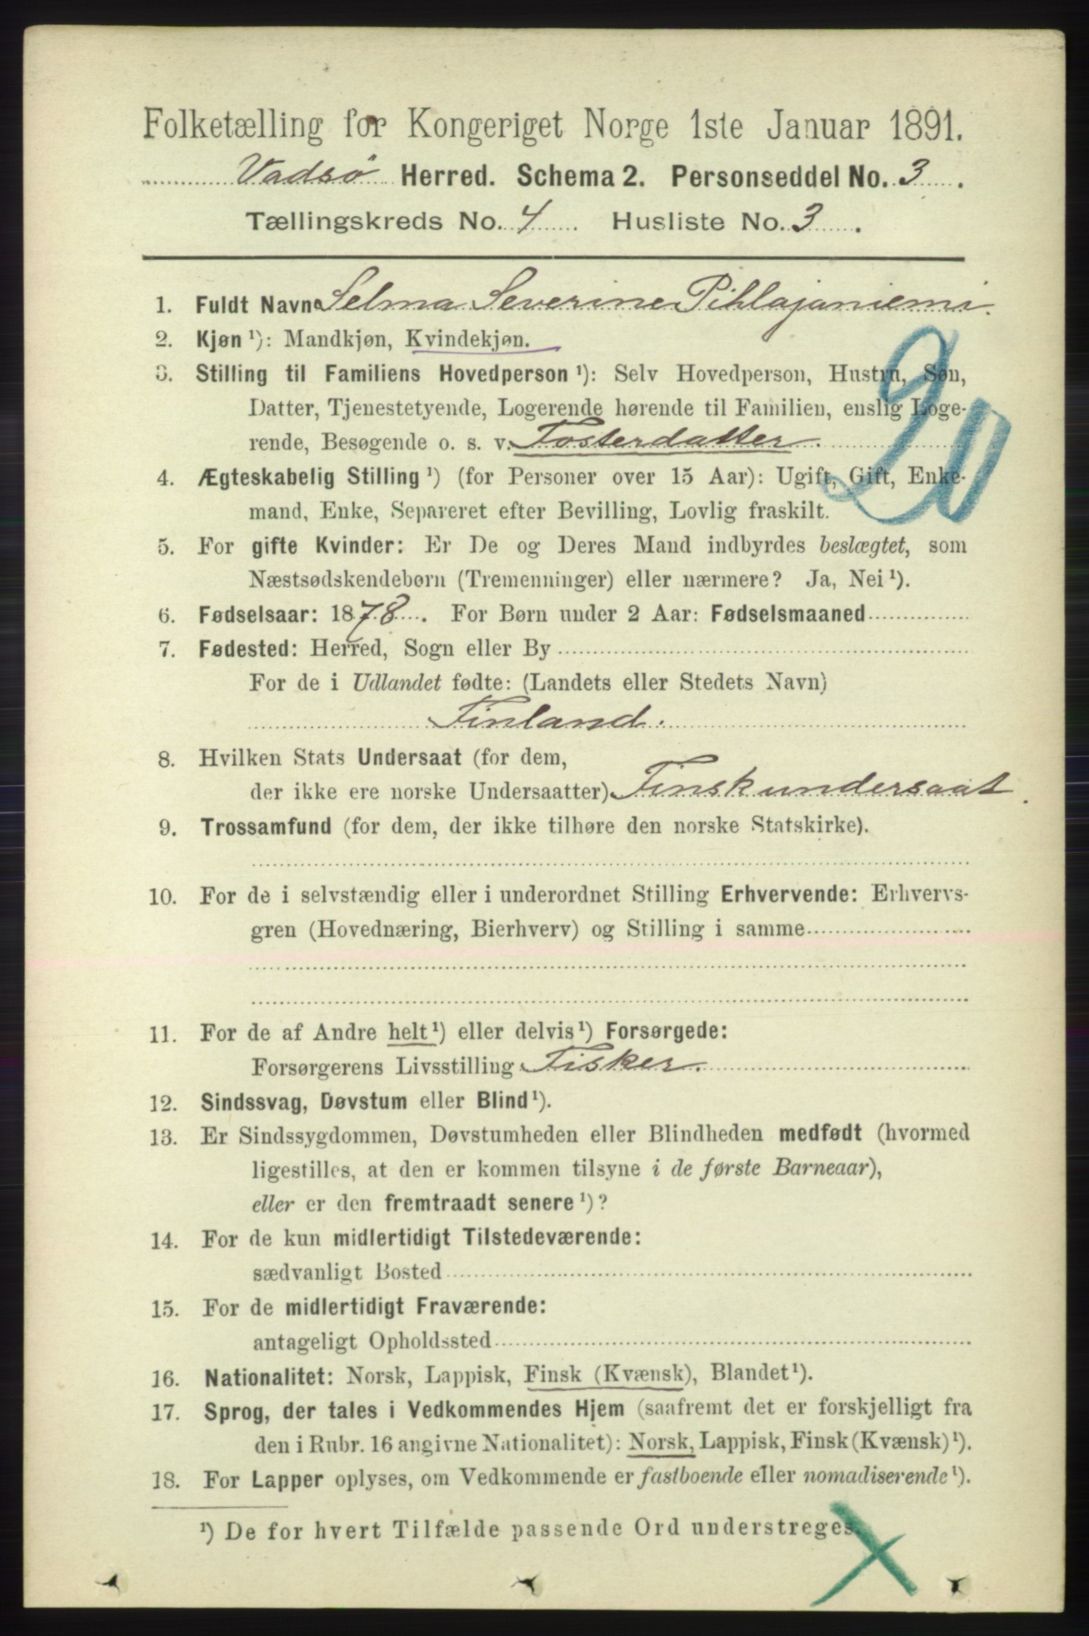 Folketælling for Kongeriget Norge 1ste Januar 1891.
Vadsø Herred. Schema 2. Personseddel No. 3.
Tællingskreds No. 4 Husliste No. 3.
1. Fuldt Navn Selma Severine Pihlajaniemi.
2. Kjøn ¹): Mandkjøn, Kvindekjøn.
3. Stilling til Familiens Hovedperson ¹): Selv Hovedperson, Hustru, Søn,
Datter, Tjenestetyende, Logerende hørende til Familien, enslig Loge-
rende, Besøgende o. s. v. Fosterdatter.
20
4. Ægteskabelig Stilling ¹) (for Personer over 15 Aar): Ugift, Gift, Enke-
mand, Enke, Separeret efter Bevilling, Lovlig fraskilt.
5. For gifte Kvinder: Er De og Deres Mand indbyrdes beslægtet, som
Næstsødskendebørn (Tremenninger) eller nærmere? Ja, Nei ¹).
6. Fødselsaar: 1878. For Børn under 2 Aar: Fødselsmaaned
7. Fødested: Herred, Sogn eller By
For de i Udlandet fødte: (Landets eller Stedets Navn)
Finland.
8. Hvilken Stats Undersaat (for dem,
der ikke ere norske Undersaatter) Finsk undersaat.
9. Trossamfund (for dem, der ikke tilhøre den norske Statskirke).
10. For de i selvstændig eller i underordnet Stilling Erhvervende: Erhvervs-
gren (Hovednæring, Bierhverv) og Stilling i samme
11. For de af Andre helt ¹) eller delvis ¹) Forsørgede:
Forsørgerens Livsstilling Fisker.
12. Sindssvag, Døvstum eller Blind ¹).
13. Er Sindssygdommen, Døvstumheden eller Blindheden medfødt (hvormed
ligestilles, at den er kommen tilsyne i de første Barneaar),
eller er den fremtraadt senere ¹)?
14. For de kun midlertidigt Tilstedeværende:
sædvanligt Bosted
15. For de midlertidigt Fraværende:
antageligt Opholdssted
16. Nationalitet: Norsk, Lappisk, Finsk (Kvænsk), Blandet ¹).
17. Sprog, der tales i Vedkommendes Hjem (saafremt det er forskjelligt fra
den i Rubr. 16 angivne Nationalitet): Norsk, Lappisk, Finsk (Kvænsk) ¹).
18. For Lapper oplyses, om Vedkommende er fastboende eller nomadiserende ¹).
¹) De for hvert Tilfælde passende Ord understreges.